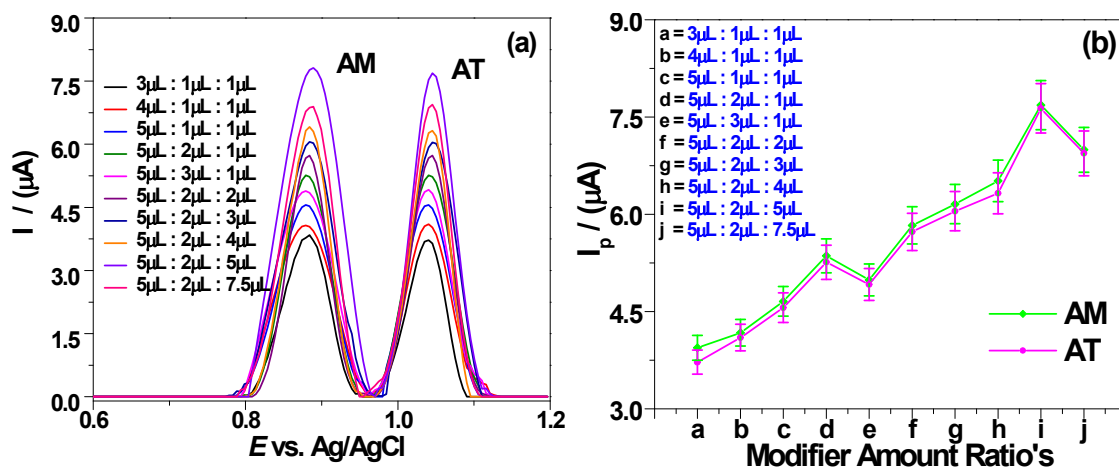 (a)
AM
AT
3µL : 1µL : 1µL
4µL : 1µL : 1µL
5µL : 1µL : 1µL
5µL : 2µL : 1µL
5µL : 3µL : 1µL
5µL : 2µL : 2µL
5µL : 2µL : 3µL
5µL : 2µL : 4µL
5µL : 2µL : 5µL
5µL : 2µL : 7.5µL
I / (µA)
9.0
7.5
6.0
4.5
3.0
1.5
0.0
0.6
0.8
1.0
1.2
E vs. Ag/AgCl
(b)
a = 3µL : 1µL : 1µL
b = 4µL : 1µL : 1µL
c = 5µL : 1µL : 1µL
d = 5µL : 2µL : 1µL
e = 5µL : 3µL : 1µL
f = 5µL : 2µL : 2µL
g = 5µL : 2µL : 3µL
h = 5µL : 2µL : 4µL
i = 5µL : 2µL : 5µL
j = 5µL : 2µL : 7.5µL
Ip / (µA)
9.0
7.5
6.0
4.5
3.0
AM
AT
a b c d e f g h i j
Modifier Amount Ratio's